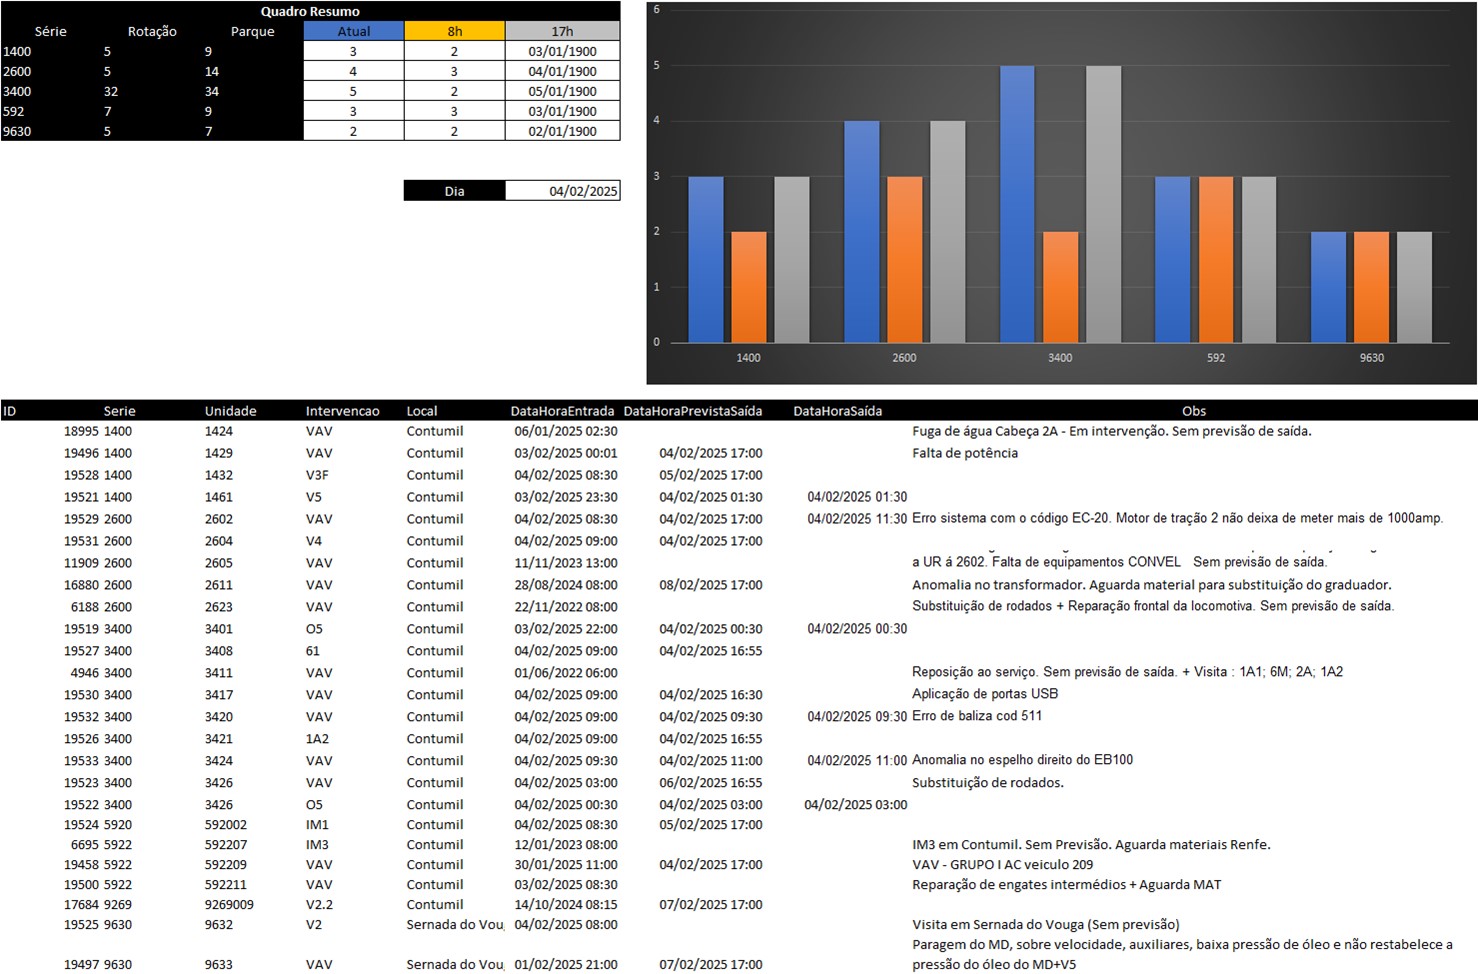 Quadro Resumo
Série Rotação Parque Atual 8h 17h
1400 5 9 3 2 03/01/1900
2600 5 14 4 3 04/01/1900
3400 32 34 5 2 05/01/1900
592 7 9 3 3 03/01/1900
9630 5 7 2 2 02/01/1900
Dia 04/02/2025
6
5
4
3
2
1
0
1400 2600 3400 592 9630
ID Serie Unidade Intervencao Local DataHoraEntrada DataHoraPrevistaSaída DataHoraSaída Obs
18995 1400 1424 VAV Contumil 06/01/2025 02:30 Fuga de água Cabeça 2A - Em intervenção. Sem previsão de saída.
19496 1400 1429 VAV Contumil 03/02/2025 00:01 04/02/2025 17:00 Falta de potência
19528 1400 1432 V3F Contumil 04/02/2025 08:30 05/02/2025 17:00
19521 1400 1461 V5 Contumil 03/02/2025 23:30 04/02/2025 01:30 04/02/2025 01:30
19529 2600 2602 VAV Contumil 04/02/2025 08:30 04/02/2025 17:00 04/02/2025 11:30 Erro sistema com o código EC-20. Motor de tração 2 não deixa de meter mais de 1000amp.
19531 2600 2604 V4 Contumil 04/02/2025 09:00 04/02/2025 17:00
11909 2600 2605 VAV Contumil 11/11/2023 13:00 a UR á 2602. Falta de equipamentos CONVEL Sem previsão de saída.
16880 2600 2611 VAV Contumil 28/08/2024 08:00 08/02/2025 17:00 Anomalia no transformador. Aguarda material para substituição do graduador.
6188 2600 2623 VAV Contumil 22/11/2022 08:00 Substituição de rodados + Reparação frontal da locomotiva. Sem previsão de saída.
19519 3400 3401 O5 Contumil 03/02/2025 22:00 04/02/2025 00:30 04/02/2025 00:30
19527 3400 3408 61 Contumil 04/02/2025 09:00 04/02/2025 16:55
4946 3400 3411 VAV Contumil 01/06/2022 06:00 Reposição ao serviço. Sem previsão de saída. + Visita : 1A1; 6M; 2A; 1A2
19530 3400 3417 VAV Contumil 04/02/2025 09:00 04/02/2025 16:30 Aplicação de portas USB
19532 3400 3420 VAV Contumil 04/02/2025 09:00 04/02/2025 09:30 04/02/2025 09:30 Erro de baliza cod 511
19526 3400 3421 1A2 Contumil 04/02/2025 09:00 04/02/2025 16:55
19533 3400 3424 VAV Contumil 04/02/2025 09:30 04/02/2025 11:00 04/02/2025 11:00 Anomalia no espelho direito do EB100
19523 3400 3426 VAV Contumil 04/02/2025 03:00 06/02/2025 16:55 Substituição de rodados.
19522 3400 3426 O5 Contumil 04/02/2025 00:30 04/02/2025 03:00 04/02/2025 03:00
19524 5920 592002 IM1 Contumil 04/02/2025 08:30 05/02/2025 17:00
6695 5922 592207 IM3 Contumil 12/01/2023 08:00 IM3 em Contumil. Sem Previsão. Aguarda materiais Renfe.
19458 5922 592209 VAV Contumil 30/01/2025 11:00 04/02/2025 17:00 VAV - GRUPO I AC veiculo 209
19500 5922 592211 VAV Contumil 03/02/2025 08:30 Reparação de engates intermédios + Aguarda MAT
17684 9269 9269009 V2.2 Contumil 14/10/2024 08:15 07/02/2025 17:00
19525 9630 9632 V2 Sernada do Vou 04/02/2025 08:00 Visita em Sernada do Vouga (Sem previsão)
Paragem do MD, sobre velocidade, auxiliares, baixa pressão de óleo e não restabelece a
19497 9630 9633 VAV Sernada do Vou 01/02/2025 21:00 07/02/2025 17:00 pressão do óleo do MD+V5